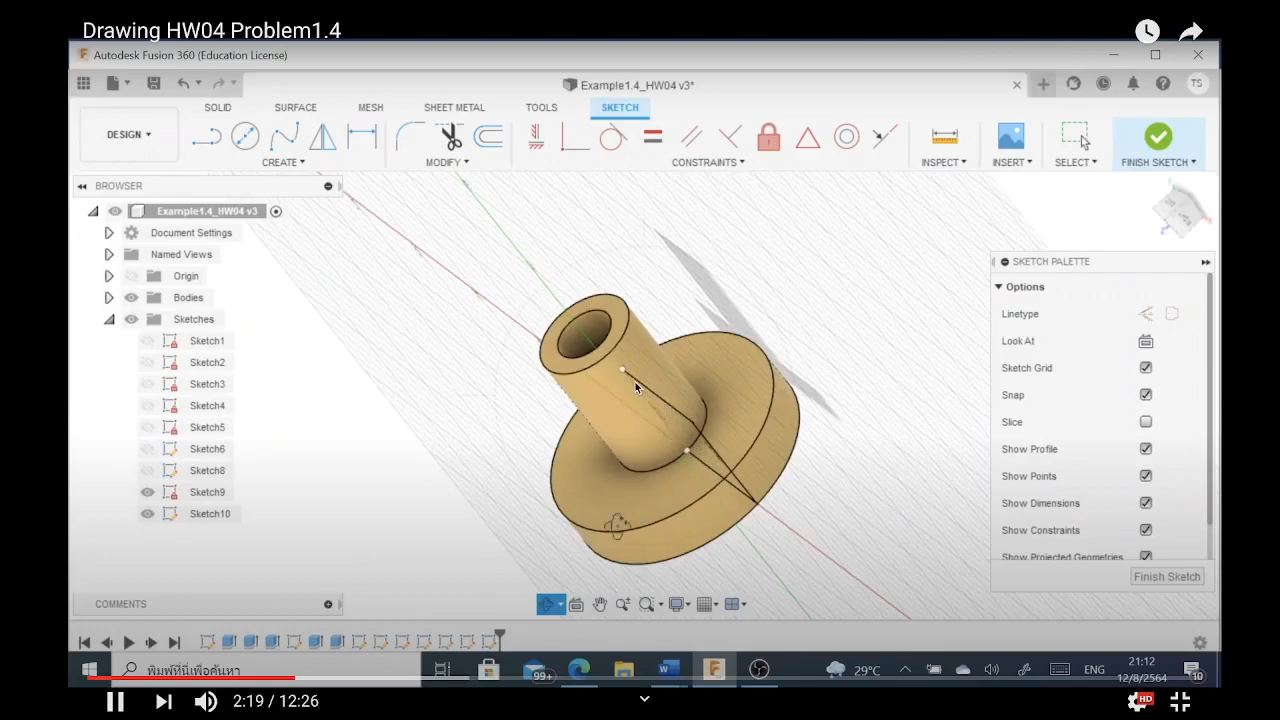 Drawing HW04 Problem1.4
Autodesk Fusion 360 (Education License)
Example1.4_HW04 v3*
TS
SOLID SURFACE MESH SHEET METAL TOOLS SKETCH
DESIGN
CREATE MODIFY CONSTRAINTS INSPECT INSERT SELECT FINISH SKETCH
BROWSER
Example1.4_HW04 v3
Document Settings
Named Views
Origin
Bodies
Sketches
Sketch1
Sketch2
Sketch3
Sketch4
Sketch5
Sketch6
Sketch8
Sketch9
Sketch10
SKETCH PALETTE
Options
Linetype
Look At
Sketch Grid
Snap
Slice
Show Profile
Show Points
Show Dimensions
Show Constraints
Show Projected Geometries
Finish Sketch
COMMENTS
พิมพ์ที่นี่เพื่อค้นหา
99+
29°C
ENG
21:12
12/8/2564
10
2:19 / 12:26
HD